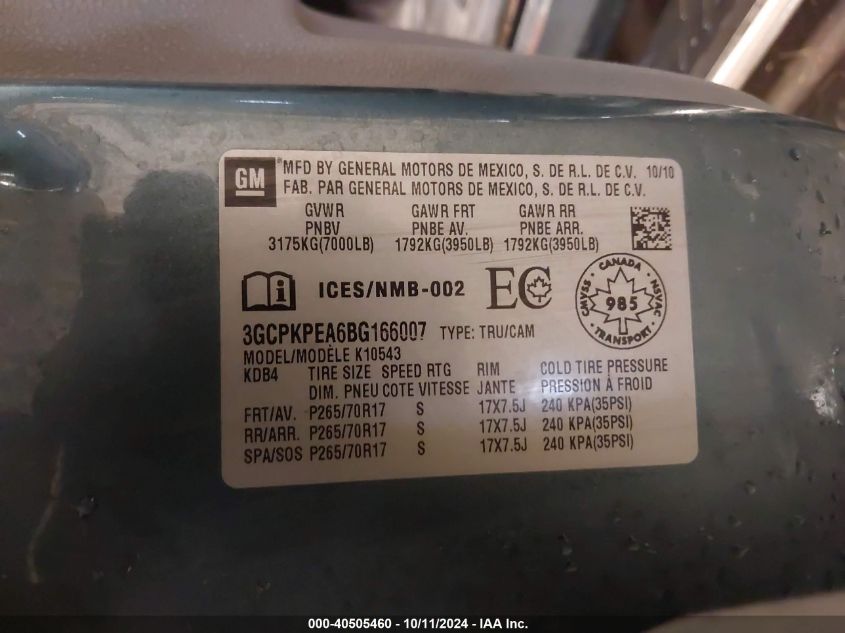 GM
MFD BY GENERAL MOTORS DE MEXICO, S. DE R.L. DE C.V. 10/10
FAB. PAR GENERAL MOTORS DE MEXICO, S. DE R.L. DE C.V.
GVWR GAWR FRT GAWR RR
PNBV PNBE AV. PNBE ARR.
3175KG(7000LB) 1792KG(3950LB) 1792KG(3950LB)
i ICES/NMB-002 EC
CANADA
CMVSS 985 NSVAC
TRANSPORT
3GCPKPEA6BG166007 TYPE: TRU/CAM
MODEL/MODÈLE K10543
KDB4 TIRE SIZE SPEED RTG RIM COLD TIRE PRESSURE
DIM. PNEU COTE VITESSE JANTE PRESSION À FROID
FRT/AV. P265/70R17 S 17X7.5J 240 KPA(35PSI)
RR/ARR. P265/70R17 S 17X7.5J 240 KPA(35PSI)
SPA/SOS P265/70R17 S 17X7.5J 240 KPA(35PSI)
000-40505460 - 10/11/2024 - IAA Inc.